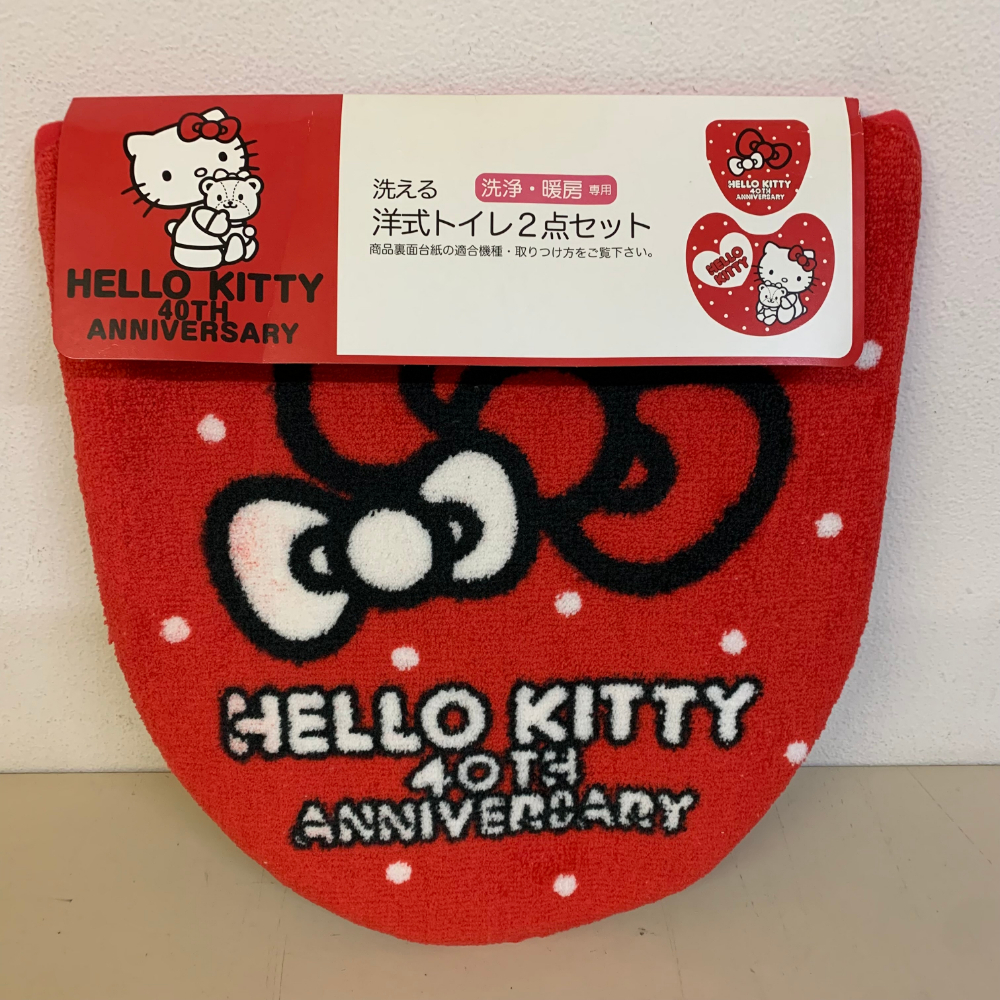 HELLO KITTY
40TH
ANNIVERSARY
洗える 洗浄・暖房 専用
洋式トイレ2点セット
商品裏面台紙の適合機種・取りつけ方をご覧下さい。
HELLO KITTY
40TH
ANNIVERSARY
HELLO
KITTY
HELLO KITTY
40TH
ANNIVERSARY